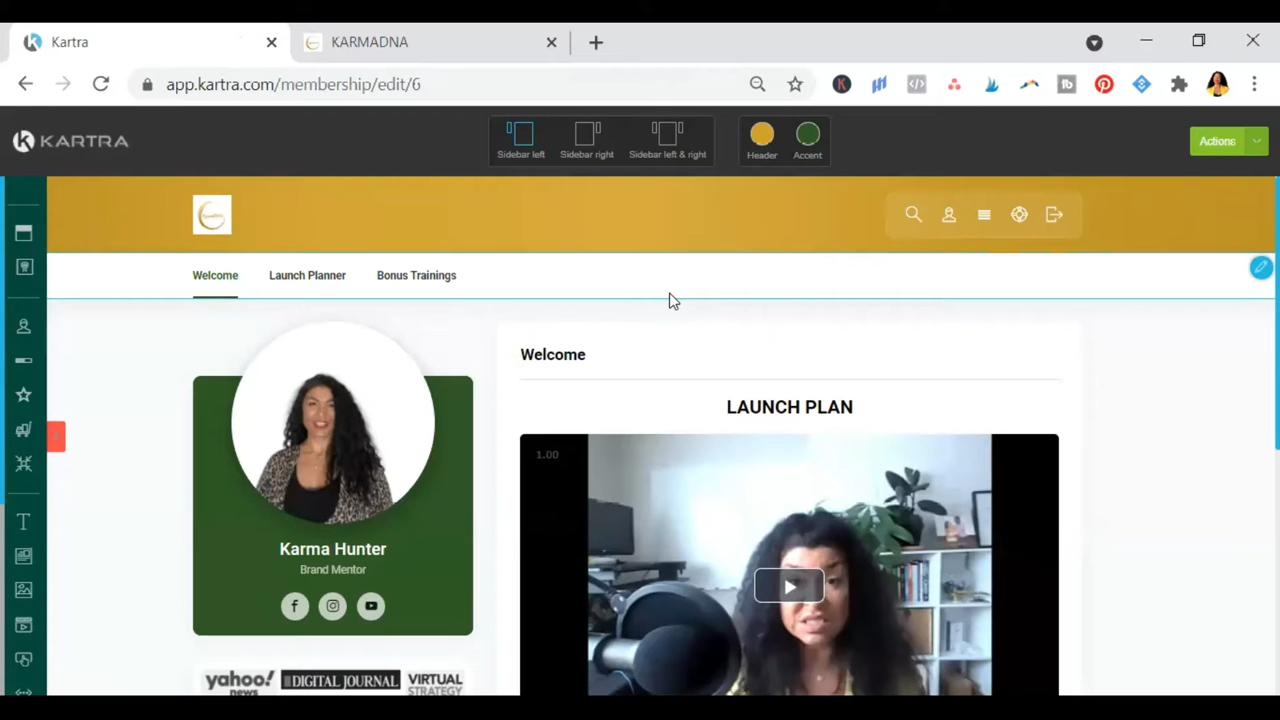 Kartra
KARMADNA
app.kartra.com/membership/edit/6
KARTRA
Sidebar left
Sidebar right
Sidebar left & right
Header
Accent
Actions
Welcome
Launch Planner
Bonus Trainings
Welcome
LAUNCH PLAN
1.00
Karma Hunter
Brand Mentor
yahoo!
news
DIGITAL JOURNAL
VIRTUAL
STRATEGY